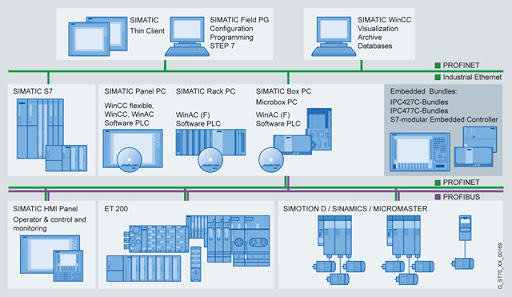 SIMATIC
Thin Client
SIMATIC Field PG
Configuration
Programming
STEP 7
SIMATIC WinCC
Visualization
Archive
Databases
PROFINET
Industrial Ethernet
SIMATIC S7
SIMATIC Panel PC
WinCC flexible,
WinCC, WinAC
Software PLC
SIMATIC Rack PC
WinAC (F)
Software PLC
SIMATIC Box PC
Microbox PC
WinAC (F)
Software PLC
Embedded Bundles:
IPC427C-Bundles
IPC477C-Bundles
S7-modular Embedded Controller
PROFINET
PROFIBUS
SIMATIC HMI Panel
Operator & control and
monitoring
ET 200
SIMOTION D / SINAMICS / MICROMASTER
G_ST70_XX_00169